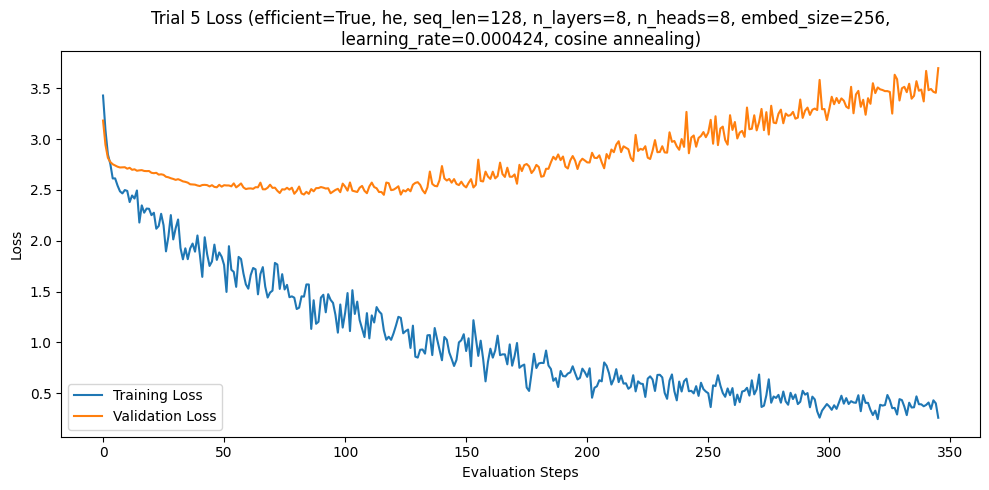 Trial 5 Loss (efficient=True, he, seq_len=128, n_layers=8, n_heads=8, embed_size=256,
learning_rate=0.000424, cosine annealing)
Loss
3.5
3.0
2.5
2.0
1.5
1.0
0.5
Training Loss
Validation Loss
0 50 100 150 200 250 300 350
Evaluation Steps